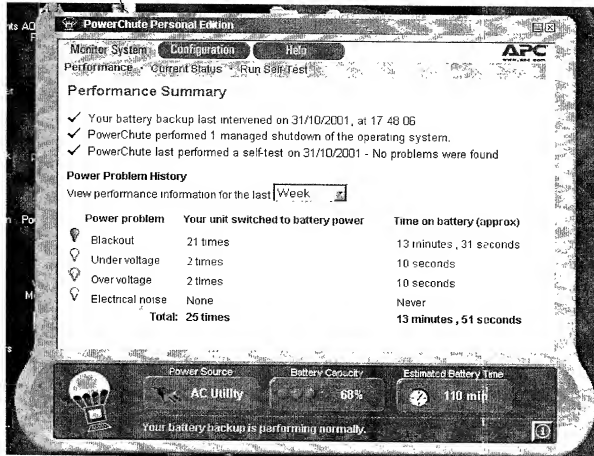 nts AO
PowerChute Personal Edition
Monitor System Configuration Help
APC
www.apc.com
Performance · Current Status · Run Self-Test
Performance Summary
✓ Your battery backup last intervened on 31/10/2001, at 17 48 06
✓ PowerChute performed 1 managed shutdown of the operating system.
✓ PowerChute last performed a self-test on 31/10/2001 - No problems were found
Power Problem History
View performance information for the last Week
Power problem Your unit switched to battery power Time on battery (approx)
Blackout 21 times 13 minutes , 31 seconds
Under voltage 2 times 10 seconds
Over voltage 2 times 10 seconds
Electrical noise None Never
Total: 25 times 13 minutes , 51 seconds
Power Source Battery Capacity Estimated Battery Time
AC Utility 68% 110 min
Your battery backup is performing normally.